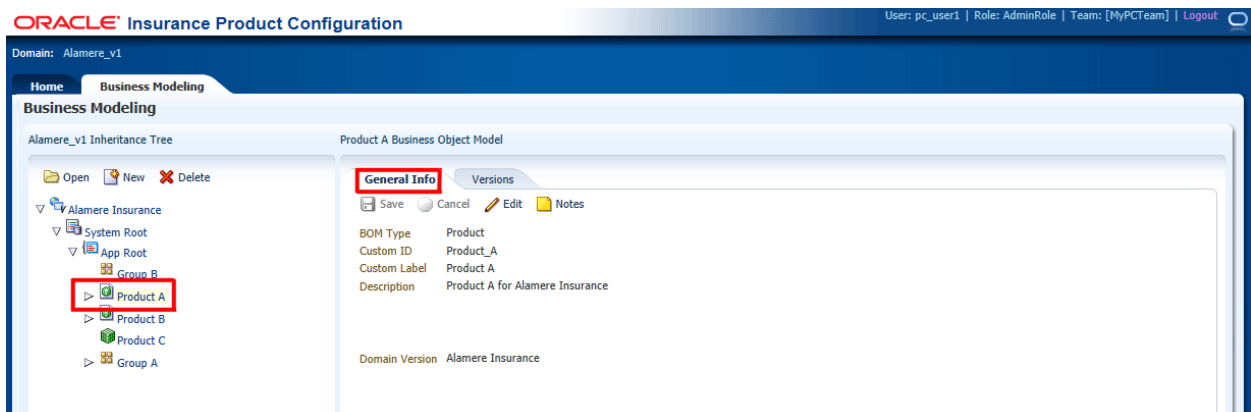 ORACLE Insurance Product Configuration
User: pc_user1 | Role: AdminRole | Team: [MyPCTeam] | Logout
Domain: Alamere_v1
Home Business Modeling
Business Modeling
Alamere_v1 Inheritance Tree
Product A Business Object Model
Open New Delete
General Info Versions
Save Cancel Edit Notes
Alamere Insurance
System Root
App Root
Group B
Product A
Product B
Product C
Group A
BOM Type Product
Custom ID Product_A
Custom Label Product A
Description Product A for Alamere Insurance
Domain Version Alamere Insurance